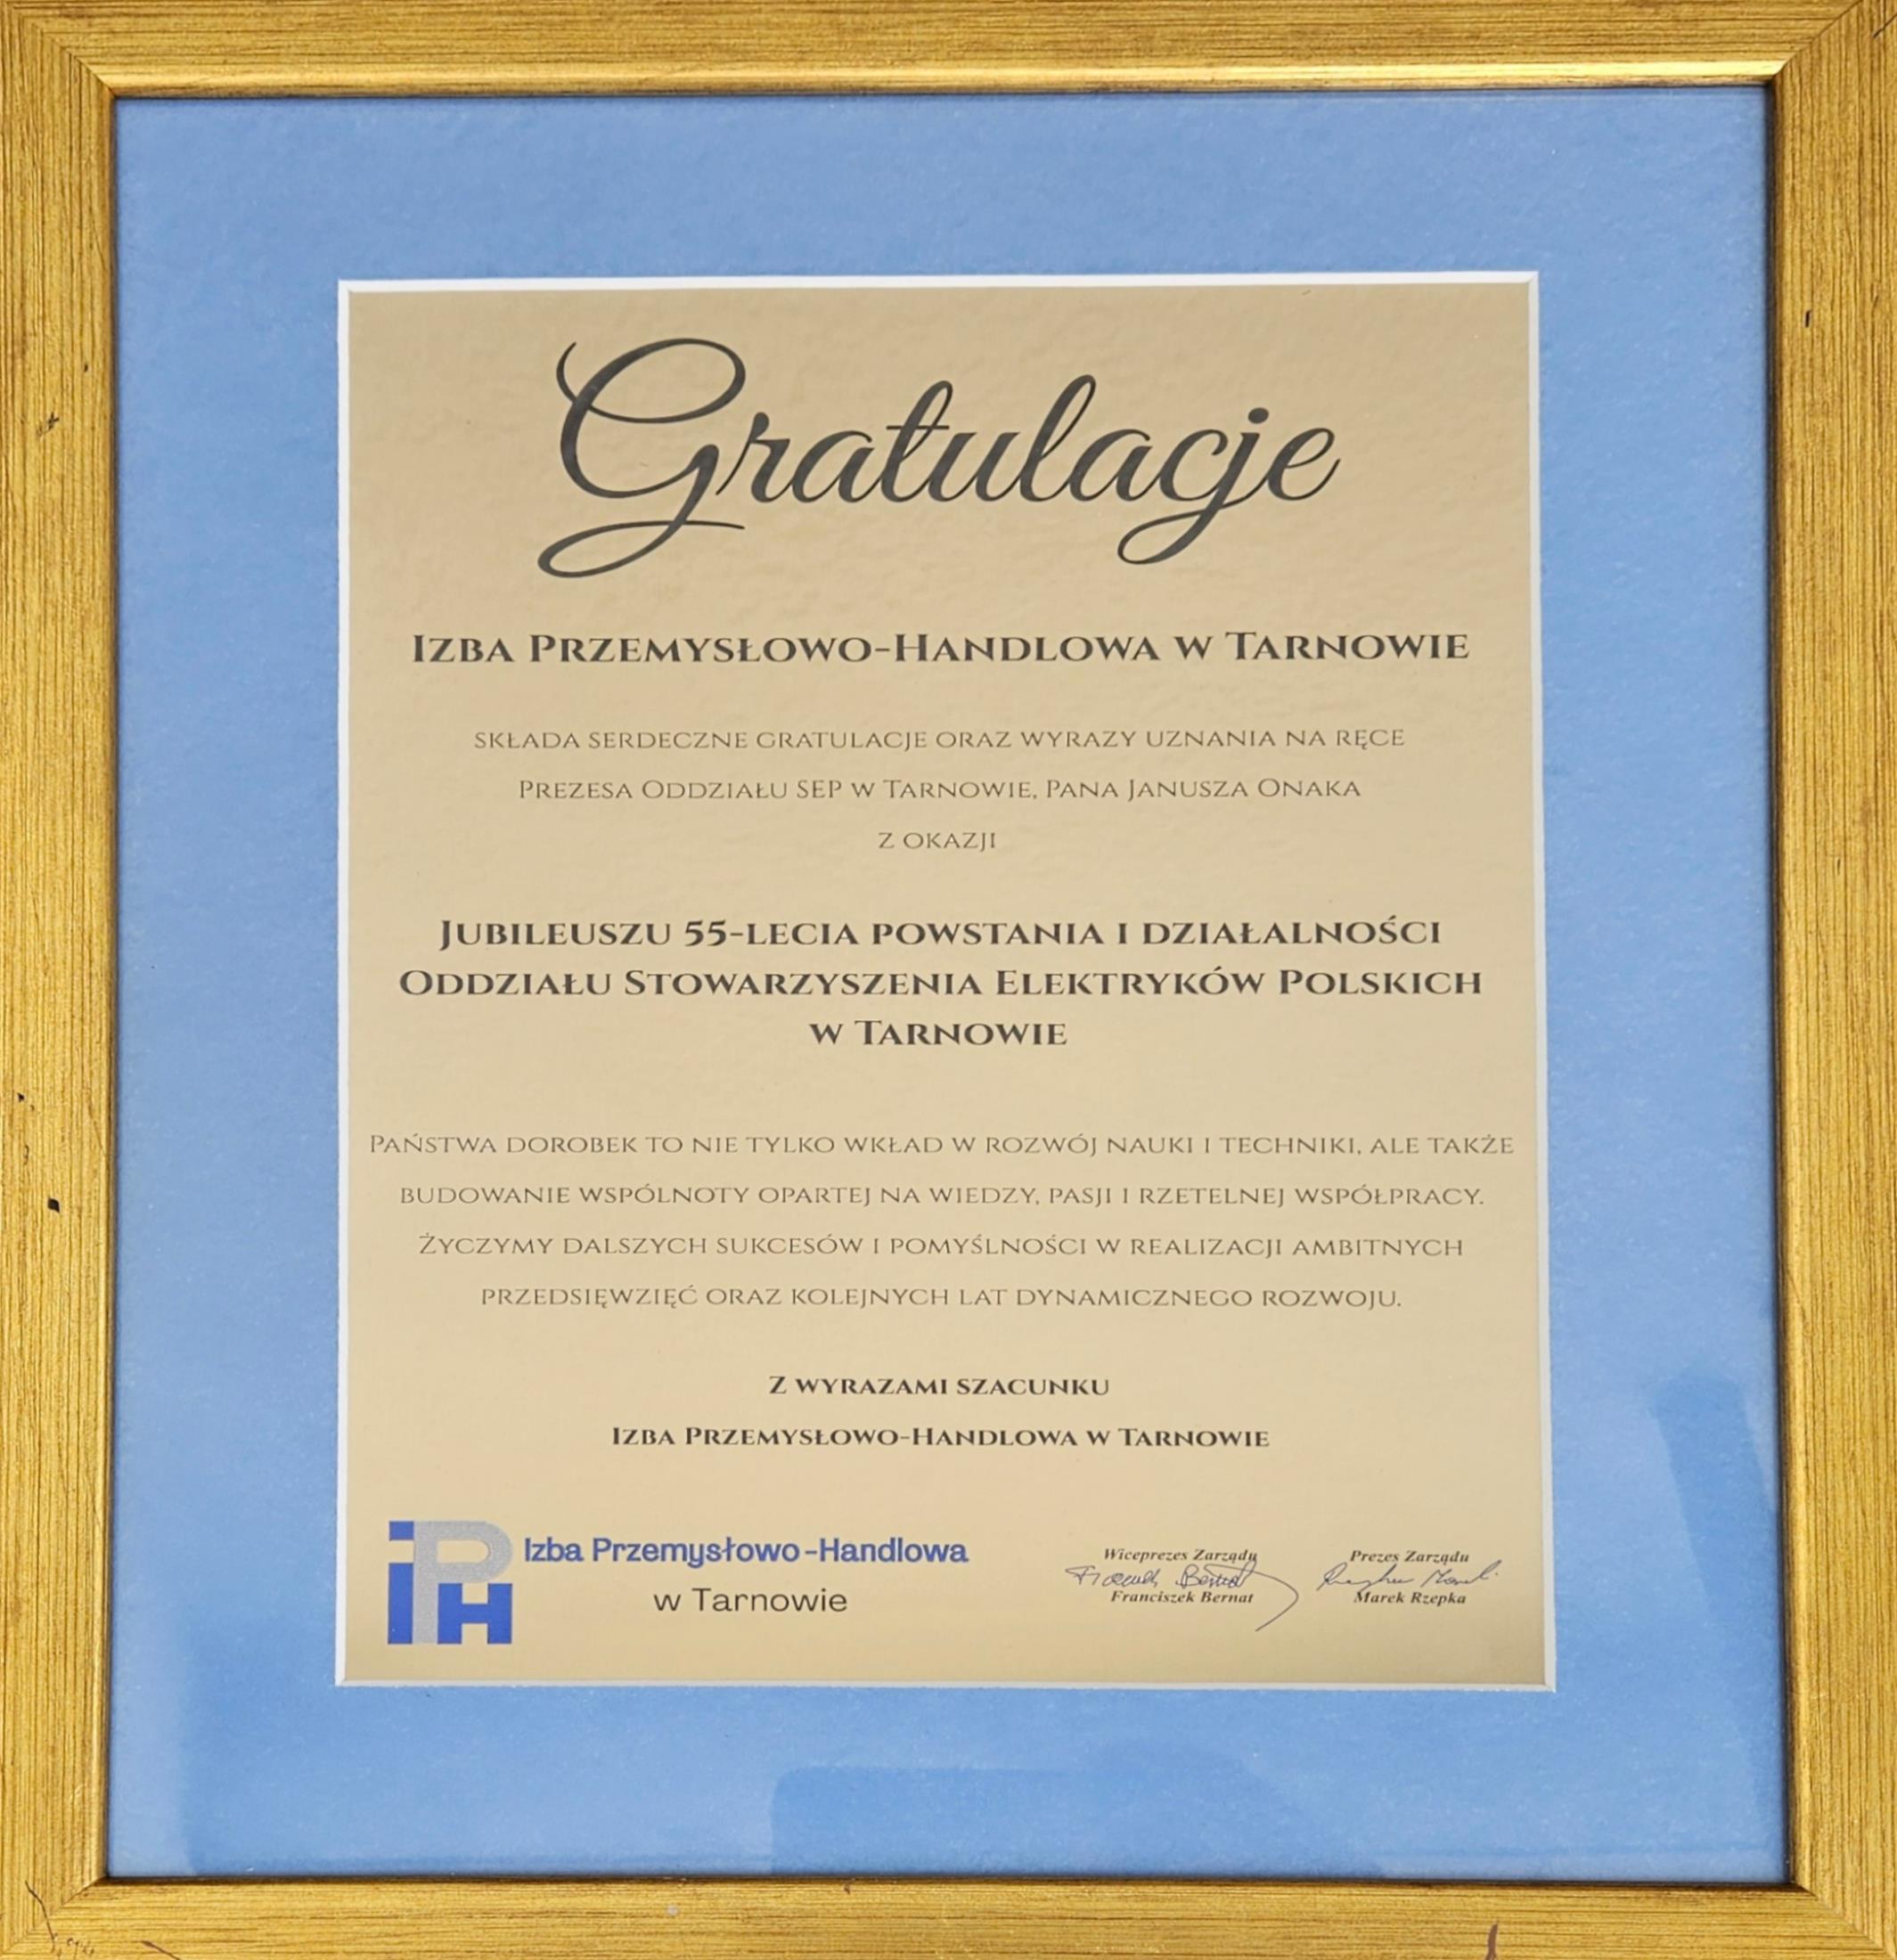 Gratulacje
Izba Przemysłowo-Handlowa w Tarnowie
składa serdeczne gratulacje oraz wyrazy uznania na ręce
Prezesa Oddziału SEP w Tarnowie, Pana Janusza Onaka
z okazji
Jubileuszu 55-lecia powstania i działalności
Oddziału Stowarzyszenia Elektryków Polskich
w Tarnowie
Państwa dorobek to nie tylko wkład w rozwój nauki i techniki, ale także
budowanie wspólnoty opartej na wiedzy, pasji i rzetelnej współpracy.
Życzymy dalszych sukcesów i pomyślności w realizacji ambitnych
przedsięwzięć oraz kolejnych lat dynamicznego rozwoju.
Z wyrazami szacunku
Izba Przemysłowo-Handlowa w Tarnowie
iPH
Izba Przemysłowo-Handlowa
w Tarnowie
Wiceprezes Zarządu
Franciszek Bernat
Franciszek Bernat
Prezes Zarządu
Marek Rzepka